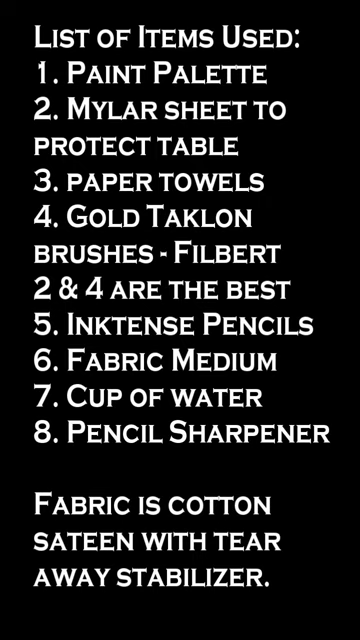 List of Items Used:
1. Paint Palette
2. Mylar sheet to
protect table
3. paper towels
4. Gold Taklon
brushes - Filbert
2 & 4 are the best
5. Inktense Pencils
6. Fabric Medium
7. Cup of water
8. Pencil Sharpener
Fabric is cotton
sateen with tear
away stabilizer.